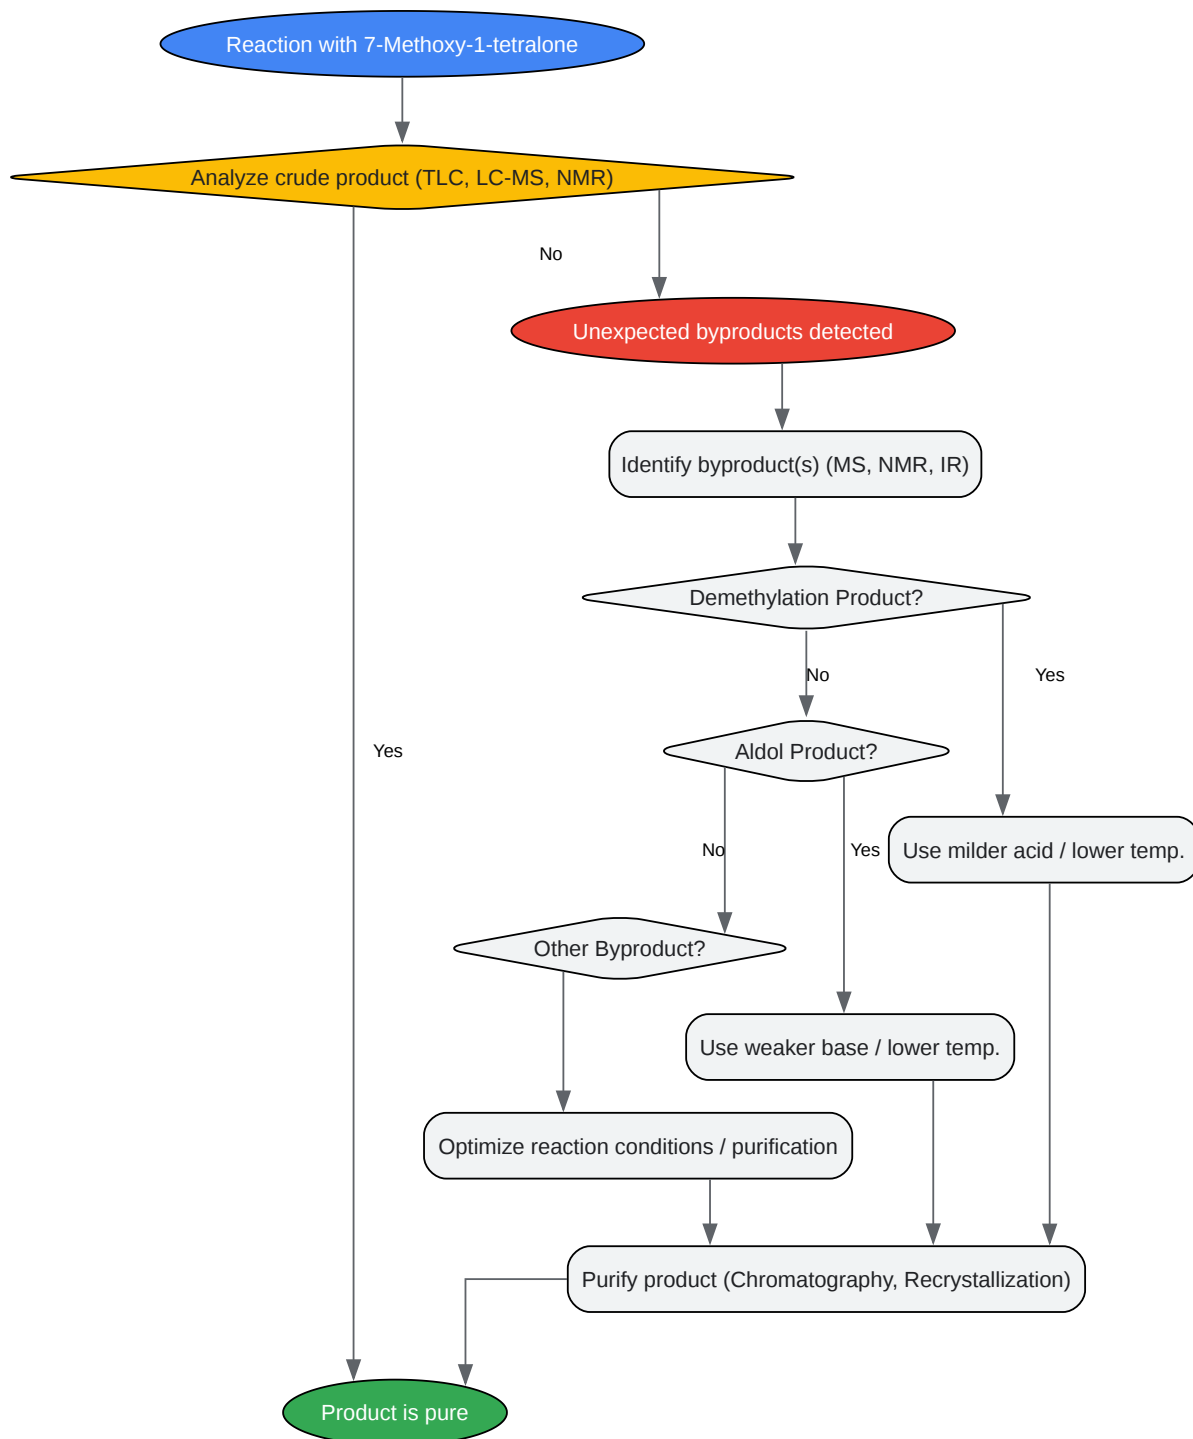 Reaction with 7-Methoxy-1-tetralone
Analyze crude product (TLC, LC-MS, NMR)
No
Unexpected byproducts detected
Identify byproduct(s) (MS, NMR, IR)
Demethylation Product?
No
Yes
Aldol Product?
Yes
No
Yes
Use milder acid / lower temp.
Other Byproduct?
Use weaker base / lower temp.
Optimize reaction conditions / purification
Purify product (Chromatography, Recrystallization)
Product is pure